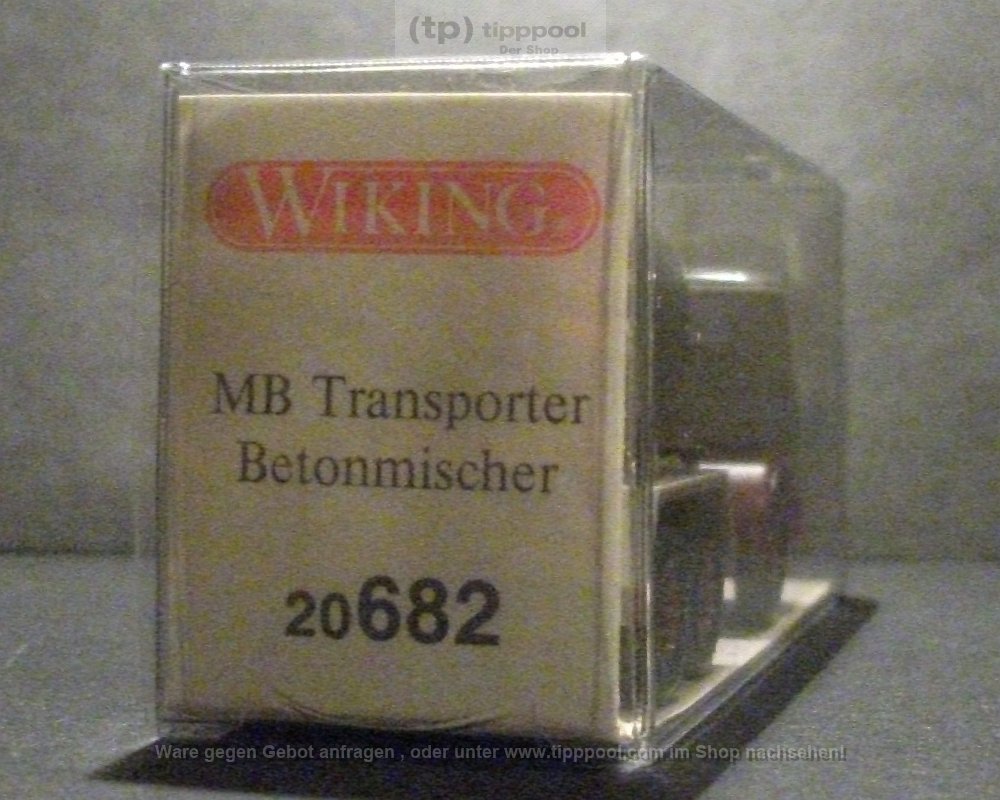 (tp) tipppool
Der Shop
WIKING
MB Transporter
Betonmischer
20682
Ware gegen Gebot anfragen , oder unter www.tipppool.com im Shop nachsehen!